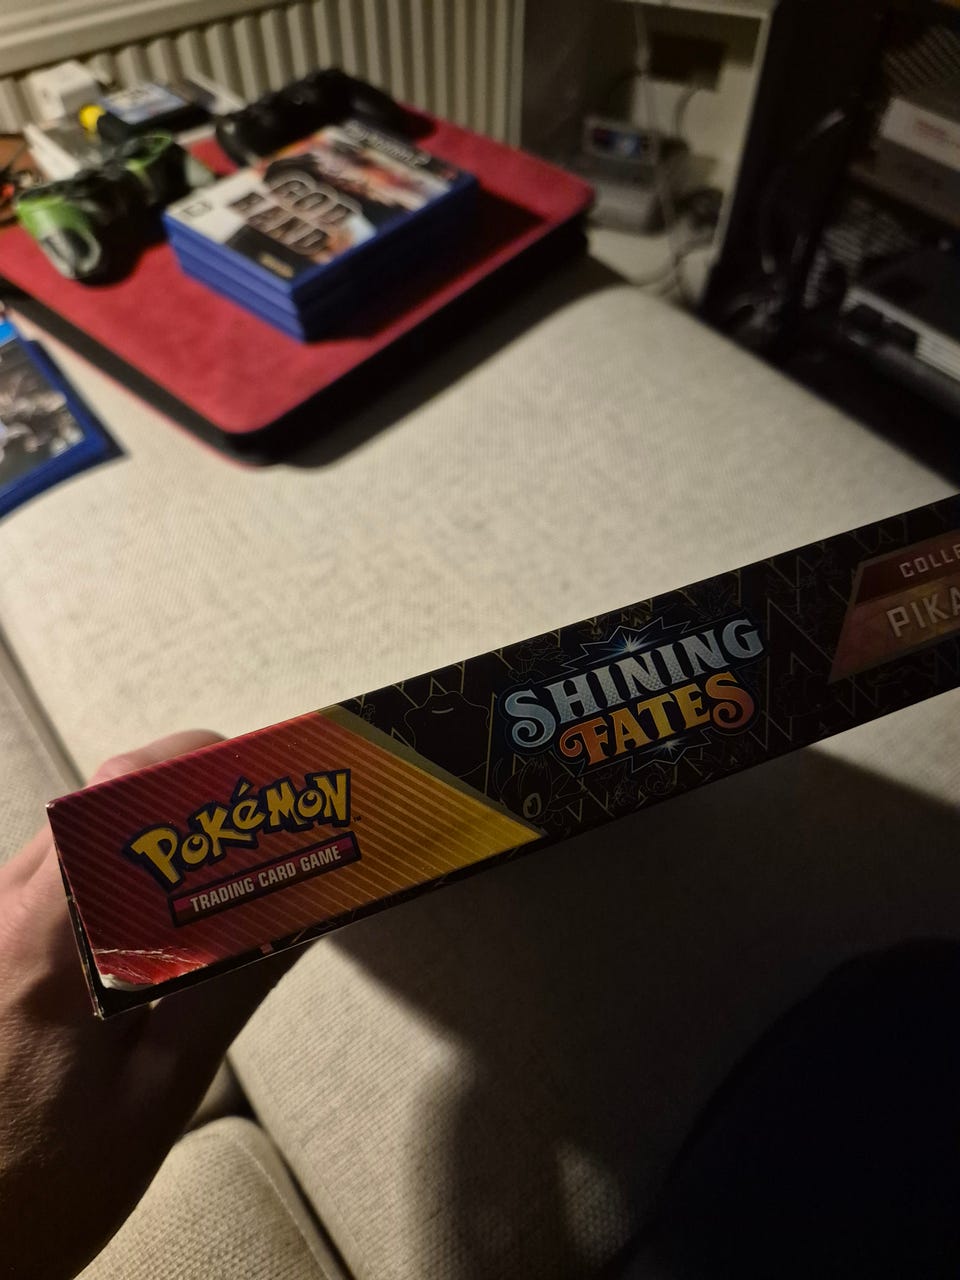 GOD
HAND
POKéMON
TRADING CARD GAME
SHINING
FATES
COLLE
PIKA